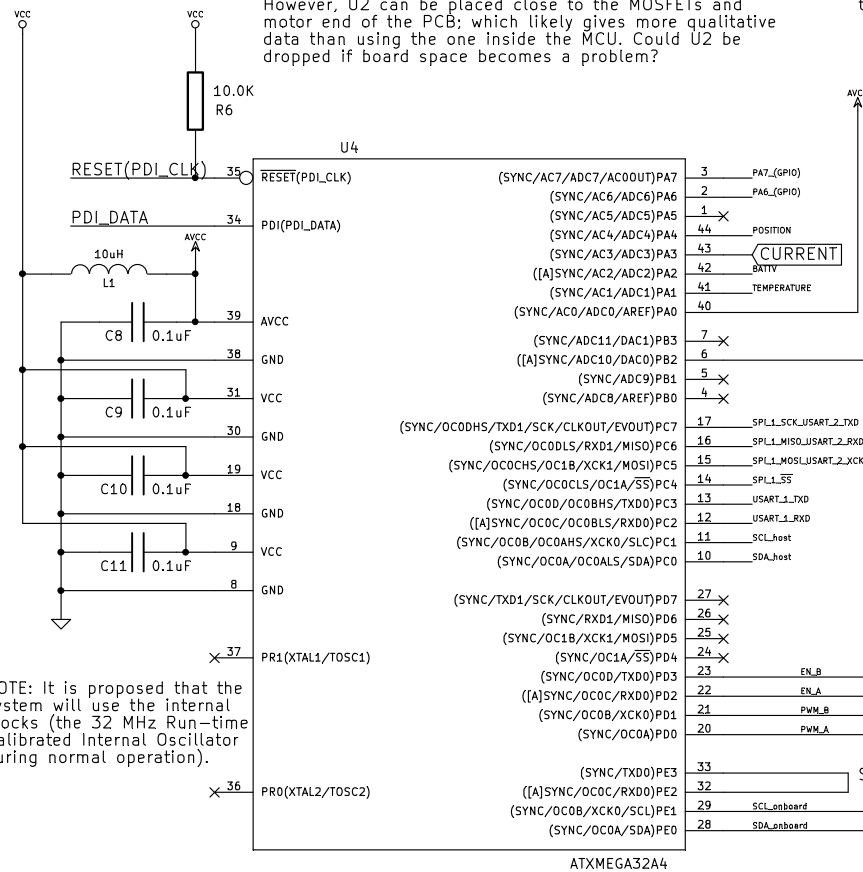 However, U2 can be placed close to the MOSFETs and
motor end of the PCB; which likely gives more qualitative
data than using the one inside the MCU. Could U2 be
dropped if board space becomes a problem?
VCC
VCC
10.0K
R6
U4
RESET(PDI_CLK)
35
RESET(PDI_CLK)
PDI_DATA
34
PDI(PDI_DATA)
AVCC
10uH
L1
39
AVCC
C8
0.1uF
38
GND
31
VCC
C9
0.1uF
30
GND
19
VCC
C10
0.1uF
18
GND
9
VCC
C11
0.1uF
8
GND
37
PR1(XTAL1/TOSC1)
OTE: It is proposed that the
ystem will use the internal
ocks (the 32 MHz Run-time
alibrated Internal Oscillator
uring normal operation).
36
PR0(XTAL2/TOSC2)
(SYNC/AC7/ADC7/AC0OUT)PA7 3 PA7_(GPIO)
(SYNC/AC6/ADC6)PA6 2 PA6_(GPIO)
(SYNC/AC5/ADC5)PA5 1
(SYNC/AC4/ADC4)PA4 44 POSITION
(SYNC/AC3/ADC3)PA3 43 CURRENT
([A]SYNC/AC2/ADC2)PA2 42 BATTV
(SYNC/AC1/ADC1)PA1 41 TEMPERATURE
(SYNC/AC0/ADC0/AREF)PA0 40
AVC
(SYNC/ADC11/DAC1)PB3 7
([A]SYNC/ADC10/DAC0)PB2 6
(SYNC/ADC9)PB1 5
(SYNC/ADC8/AREF)PB0 4
(SYNC/OC0DHS/TXD1/SCK/CLKOUT/EVOUT)PC7 17 SPI_1_SCK_USART_2_TXD
(SYNC/OC0DLS/RXD1/MISO)PC6 16 SPI_1_MISO_USART_2_RXD
(SYNC/OC0CHS/OC1B/XCK1/MOSI)PC5 15 SPI_1_MOSI_USART_2_XCK
(SYNC/OC0CLS/OC1A/SS)PC4 14 SPI_1_SS
(SYNC/OC0D/OC0BHS/TXD0)PC3 13 USART_1_TXD
([A]SYNC/OC0C/OC0BLS/RXD0)PC2 12 USART_1_RXD
(SYNC/OC0B/OC0AHS/XCK0/SLC)PC1 11 SCL_host
(SYNC/OC0A/OC0ALS/SDA)PC0 10 SDA_host
(SYNC/TXD1/SCK/CLKOUT/EVOUT)PD7 27
(SYNC/RXD1/MISO)PD6 26
(SYNC/OC1B/XCK1/MOSI)PD5 25
(SYNC/OC1A/SS)PD4 24
(SYNC/OC0D/TXD0)PD3 23 EN_B
([A]SYNC/OC0C/RXD0)PD2 22 EN_A
(SYNC/OC0B/XCK0)PD1 21 PWM_B
(SYNC/OC0A)PD0 20 PWM_A
(SYNC/TXD0)PE3 33
([A]SYNC/OC0C/RXD0)PE2 32
(SYNC/OC0B/XCK0/SCL)PE1 29 SCL_onboard
(SYNC/OC0A/SDA)PE0 28 SDA_onboard
ATXMEGA32A4